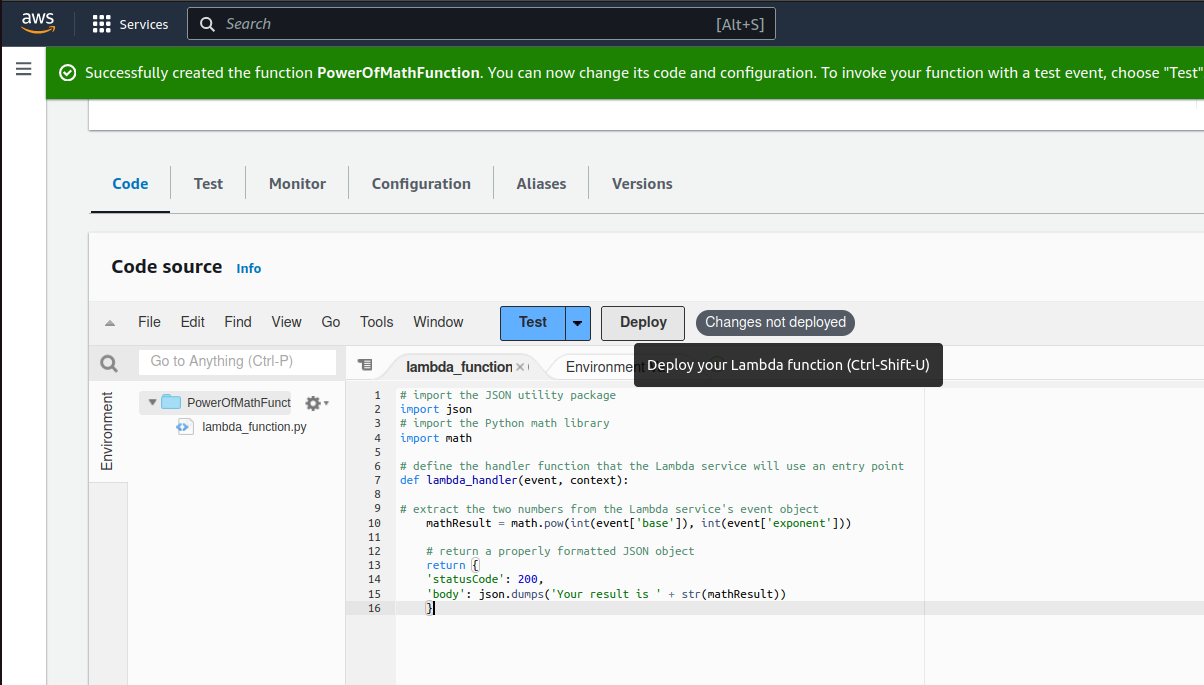 aws Services Search [Alt+S]
Successfully created the function PowerOfMathFunction. You can now change its code and configuration. To invoke your function with a test event, choose "Test"
Code Test Monitor Configuration Aliases Versions
Code source Info
File Edit Find View Go Tools Window Test Deploy Changes not deployed
Go to Anything (Ctrl-P)
lambda_function
Environment
Deploy your Lambda function (Ctrl-Shift-U)
Environment
PowerOfMathFunct
lambda_function.py
1 # import the JSON utility package
2 import json
3 # import the Python math library
4 import math
5
6 # define the handler function that the Lambda service will use an entry point
7 def lambda_handler(event, context):
8
9 # extract the two numbers from the Lambda service's event object
10 mathResult = math.pow(int(event['base']), int(event['exponent']))
11
12 # return a properly formatted JSON object
13 return {
14 'statusCode': 200,
15 'body': json.dumps('Your result is ' + str(mathResult))
16 }